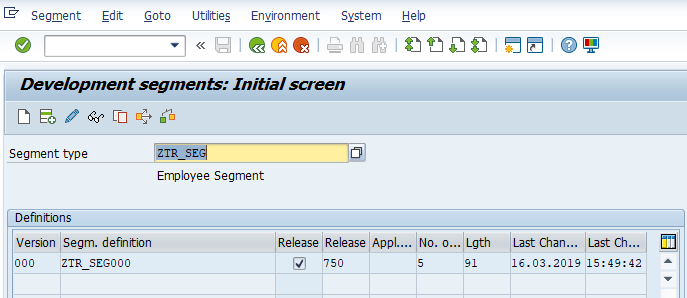 Segment Edit Goto Utilities Environment System Help
Development segments: Initial screen
Segment type ZTR_SEG
Employee Segment
Definitions
Version Segm. definition Release Release Appl.... No. o... Lgth Last Chan... Last Ch...
000 ZTR_SEG000 750 5 91 16.03.2019 15:49:42